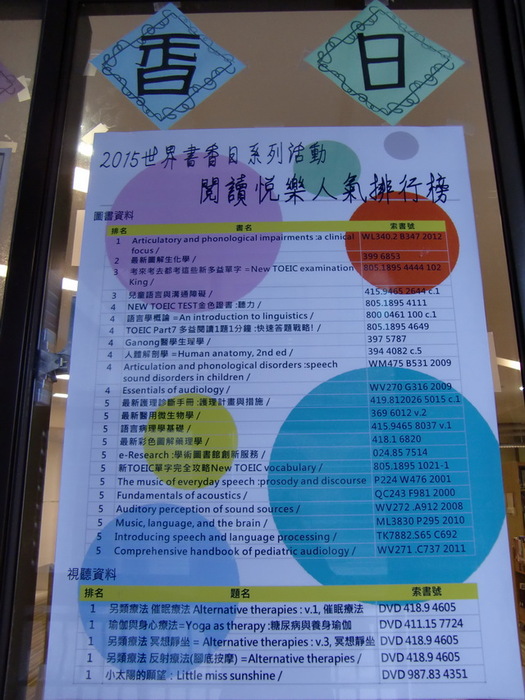 香 日
2015世界書香日系列活動
閱讀悅樂人氣排行榜
圖書資料
排名 書名 索書號
1 Articulatory and phonological impairments :a clinical focus / WL340.2 B347 2012
2 最新圖解生化學 / 399 6853
3 考來考去都考這些新多益單字 =New TOEIC examination King / 805.1895 4444 102
3 兒童語言與溝通障礙 / 415.9465 2644 c.1
4 NEW TOEIC TEST金色證書 :聽力 / 805.1895 4111
4 語言學概論 =An introduction to linguistics / 800 0461 100 c.1
4 TOEIC Part7 多益閱讀1題1分鐘 :快速答題戰略! / 805.1895 4649
4 Ganong醫學生理學 / 397 5787
4 人體解剖學 =Human anatomy, 2nd ed / 394 4082 c.5
4 Articulation and phonological disorders :speech sound disorders in children / WM475 B531 2009
4 Essentials of audiology / WV270 G316 2009
5 最新護理診斷手冊 :護理計畫與措施 / 419.812026 5015 c.1
5 最新醫用微生物學 / 369 6012 v.2
5 語言病理學基礎 / 415.9465 8037 v.1
5 最新彩色圖解藥理學 / 418.1 6820
5 e-Research :學術圖書館創新服務 / 024.85 7514
5 新TOEIC單字完全攻略New TOEIC vocabulary / 805.1895 1021-1
5 The music of everyday speech :prosody and discourse P224 W476 2001
5 Fundamentals of acoustics / QC243 F981 2000
5 Auditory perception of sound sources / WV272 .A912 2008
5 Music, language, and the brain / ML3830 P295 2010
5 Introducing speech and language processing / TK7882.S65 C692
5 Comprehensive handbook of pediatric audiology / WV271 .C737 2011
視聽資料
排名 題名 索書號
1 另類療法 催眠療法 Alternative therapies : v.1, 催眠療法 DVD 418.9 4605
1 瑜伽與身心療法=Yoga as therapy :糖尿病與養身瑜伽 DVD 411.15 7724
1 另類療法 冥想靜坐 = Alternative therapies : v.3, 冥想靜坐 DVD 418.9 4605
1 另類療法 反射療法(腳底按摩) =Alternative therapies / DVD 418.9 4605
1 小太陽的願望 : Little miss sunshine / DVD 987.83 4351